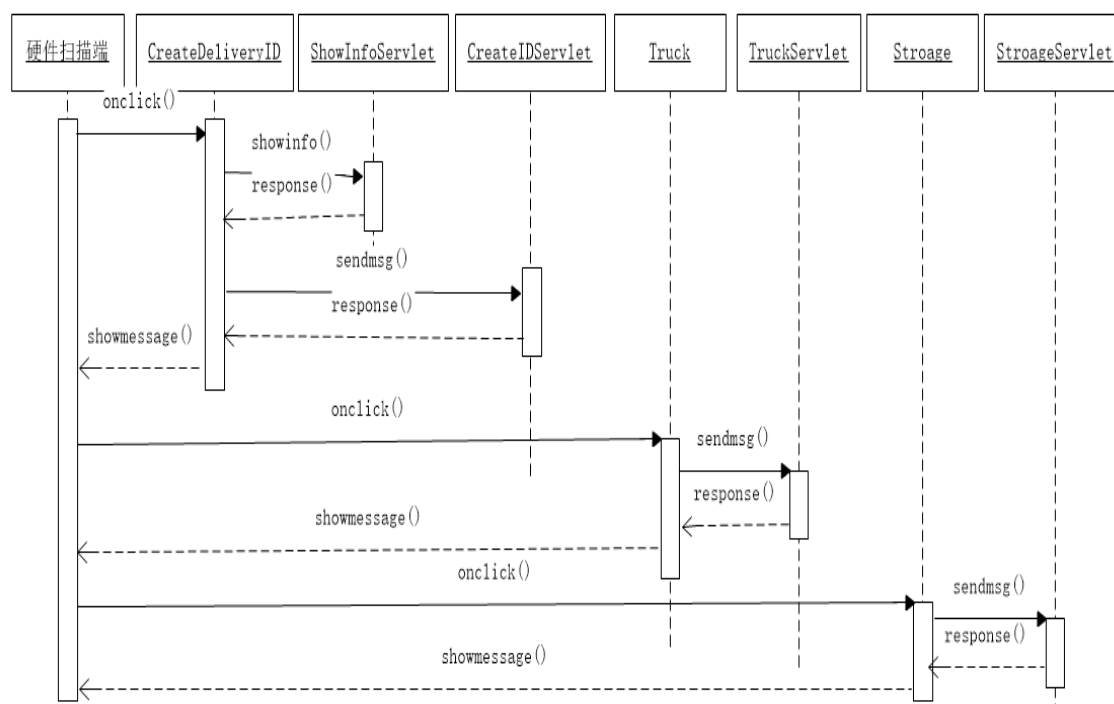 硬件扫描端
CreateDeliveryID
ShowInfoServlet
CreateIDServlet
Truck
TruckServlet
Stroage
StroageServlet
onclick()
showinfo()
response()
sendmsg()
response()
showmessage()
onclick()
sendmsg()
response()
showmessage()
onclick()
sendmsg()
response()
showmessage()